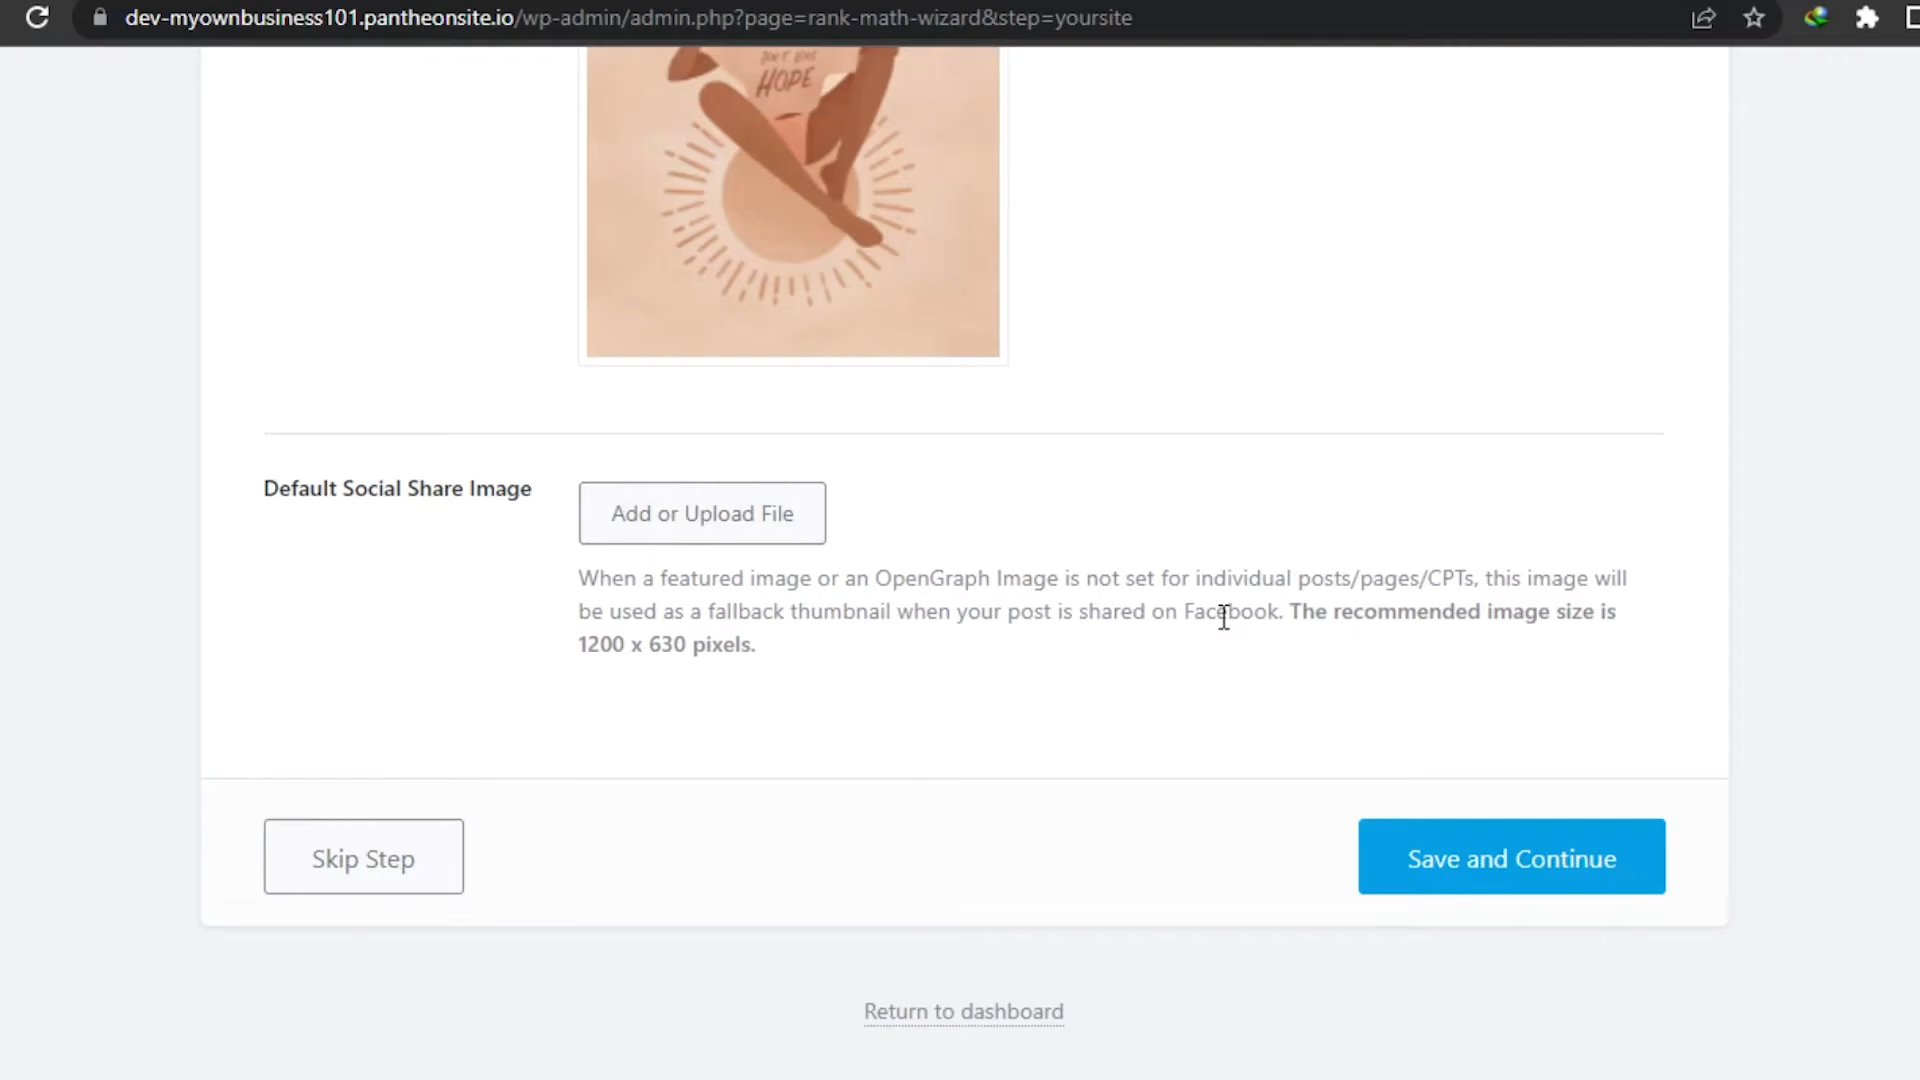 dev-myownbusiness101.pantheonsite.io/wp-admin/admin.php?page=rank-math-wizard&step=yoursite
HOPE
Default Social Share Image
Add or Upload File
When a featured image or an OpenGraph Image is not set for individual posts/pages/CPTs, this image will
be used as a fallback thumbnail when your post is shared on Facebook. The recommended image size is
1200 x 630 pixels.
Skip Step
Save and Continue
Return to dashboard